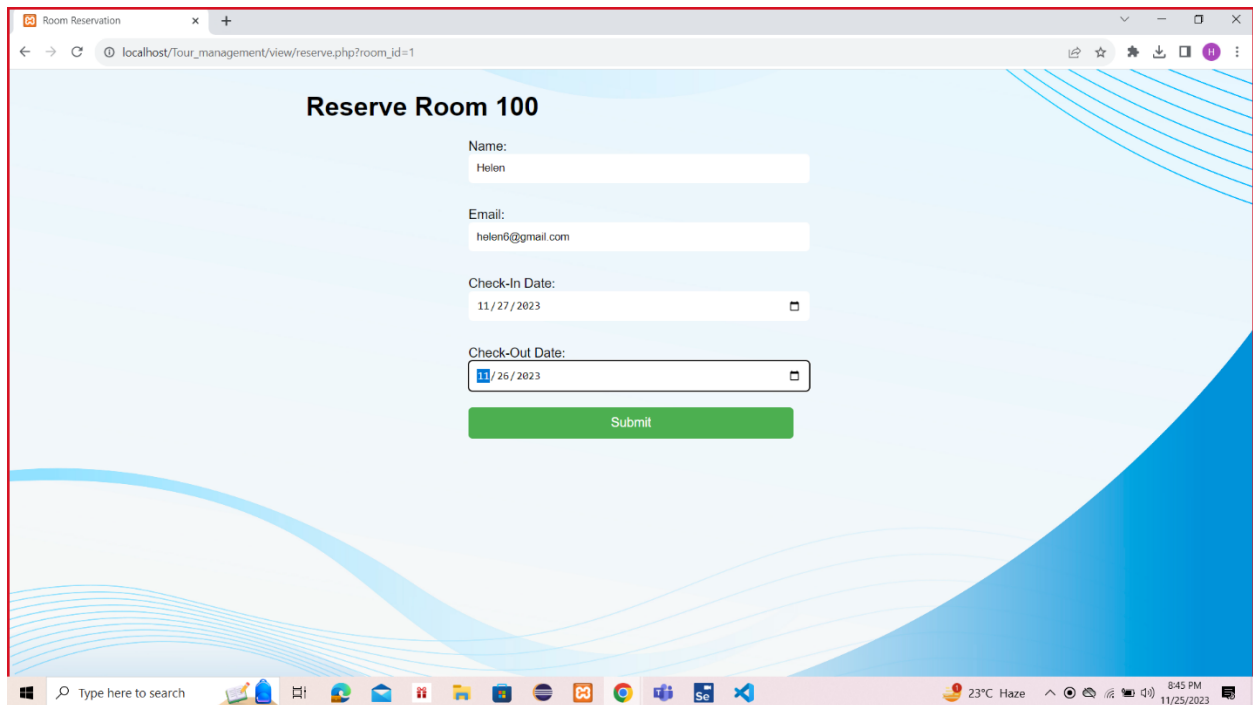 Room Reservation
localhost/Tour_management/view/reserve.php?room_id=1
H
Reserve Room 100
Name:
Helen
Email:
helen6@gmail.com
Check-In Date:
11/27/2023
Check-Out Date:
11/26/2023
Submit
Type here to search
Se
23°C Haze
8:45 PM
11/25/2023